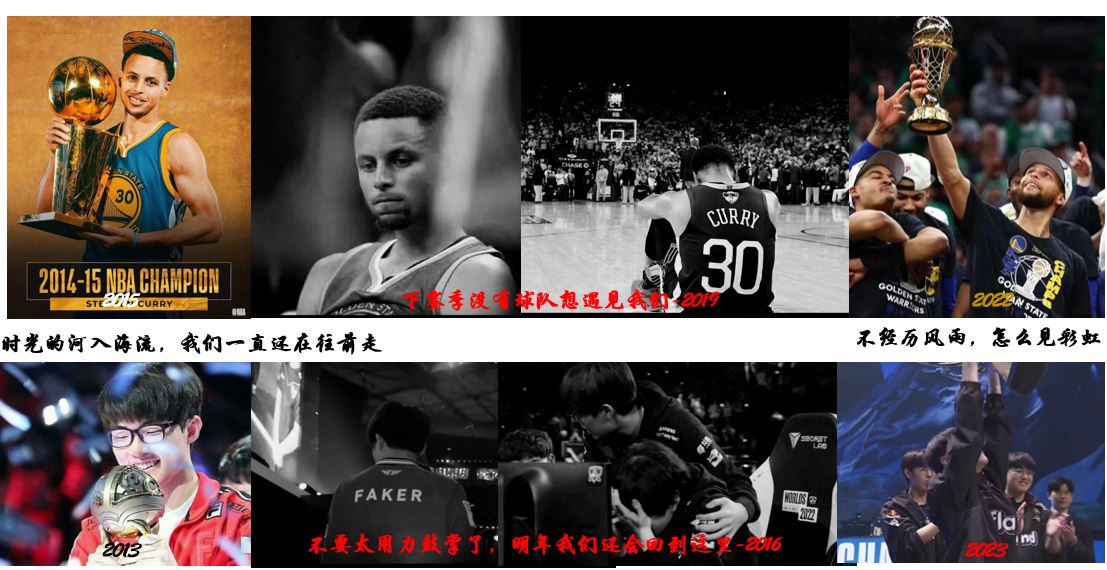 GOLDEN STATE
30
2014-15 NBA CHAMPION
STEPHEN CURRY
2015
@NBA
CHASE
CURRY
30
下赛季没有球队想遇见我们-2019
GOLDEN STATE
WARRIORS
2022
时光的河入海流，我们一直还在往前走
不经历风雨，怎么见彩虹
FAKER
SECRET
LAB
WORLDS
2022
2013
不要太用力鼓掌了，明年我们还会回到这里-2016
2023